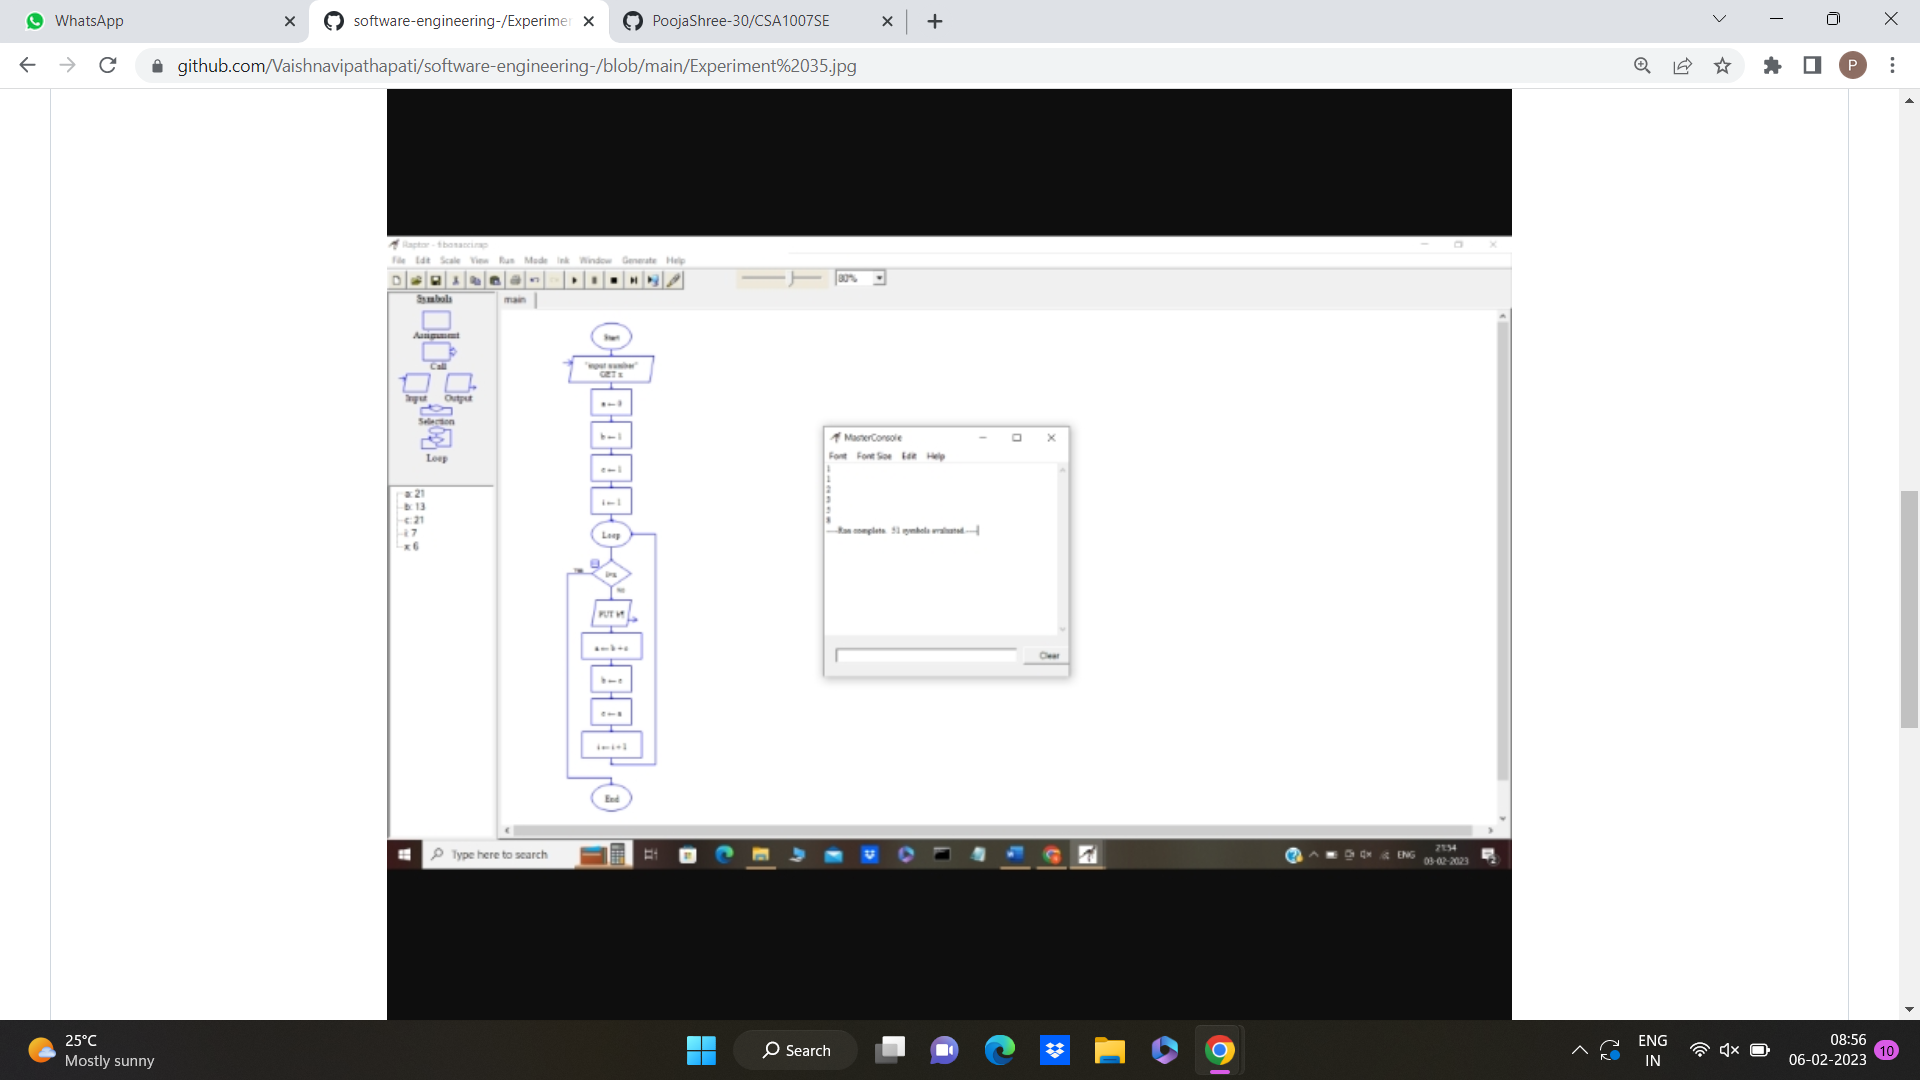 WhatsApp
software-engineering-/Experimen
PoojaShree-30/CSA1007SE
github.com/Vaishnavipathapati/software-engineering-/blob/main/Experiment%2035.jpg
P
Raptor - fibonacci.rap
File Edit Scale View Run Mode Ink Window Generate Help
80%
Symbols
main
Assignment
Call
Input Output
Selection
Loop
a: 21
b: 13
c: 21
i: 7
x: 6
Start
"input number"
GET x
a ← 0
b ← 1
c ← 1
i ← 1
Loop
Yes
No
PUT b¶
a ← b + c
b ← c
c ← a
i ← i + 1
End
MasterConsole
Font Font Size Edit Help
1
1
2
3
5
8
----Run complete. 51 symbols evaluated.----
Clear
Type here to search
ENG
21:54
03-02-2023
2
25°C
Mostly sunny
Search
ENG
IN
08:56
06-02-2023
10